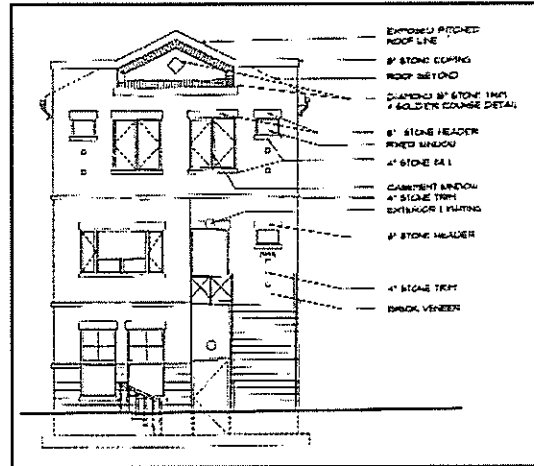 EXPOSED PITCHED
ROOF LINE
8" STONE COPING
ROOF BEYOND
DIAMOND 8" STONE TRIM
SOLDIER COURSE DETAIL
8" STONE HEADER
FIXED WINDOW
4" STONE SILL
CASEMENT WINDOW
4" STONE TRIM
EXTERIOR LIGHTING
8" STONE HEADER
4" STONE TRIM
BRICK VENEER